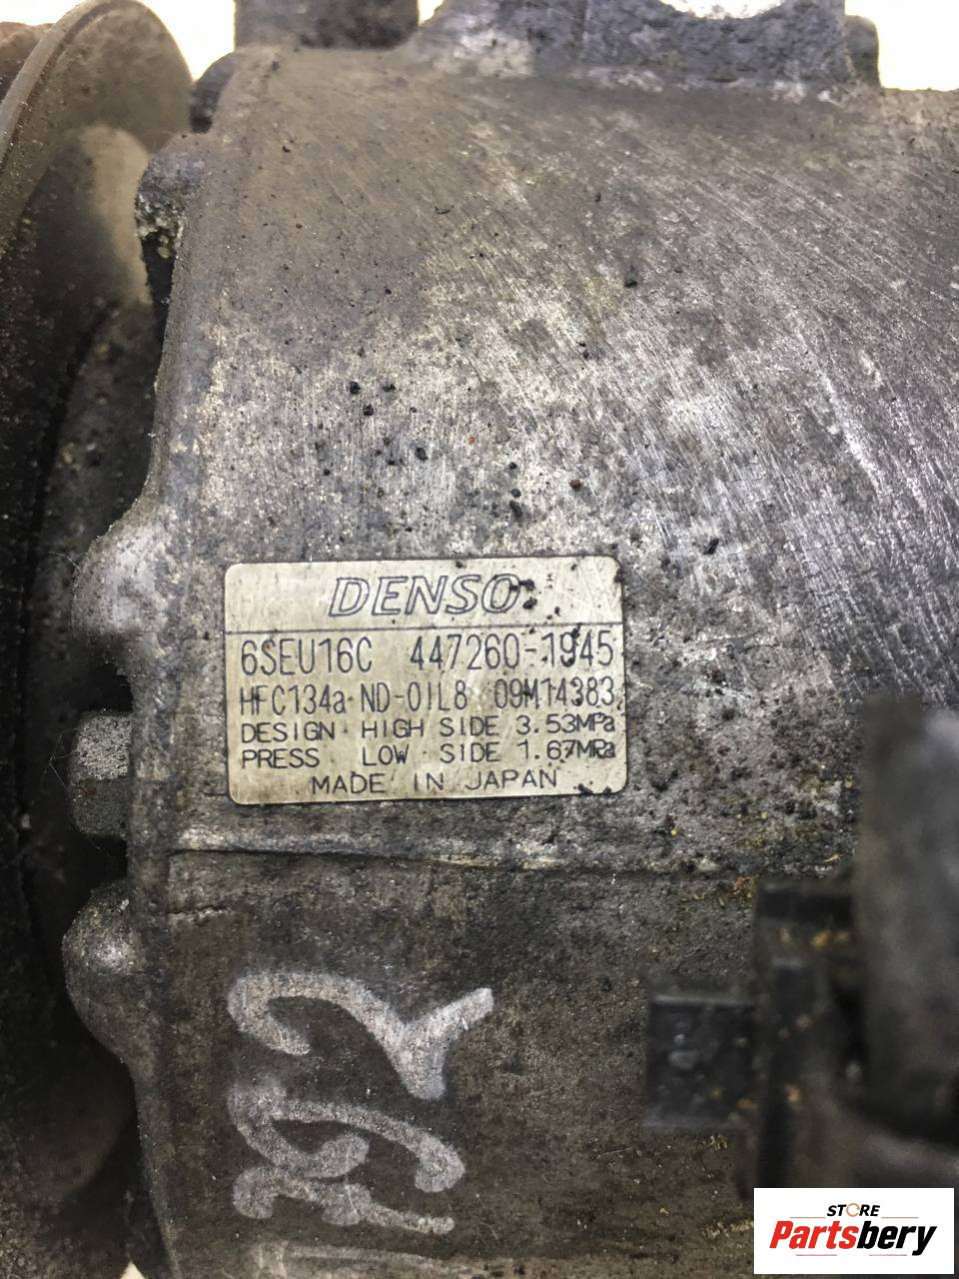 DENSO
6SEU16C 447260-1945
HFC134a·ND-OIL8 09M14383
DESIGN · HIGH SIDE 3.53MPa
PRESS LOW · SIDE 1.67MPa
MADE IN JAPAN
STORE
Partsbery